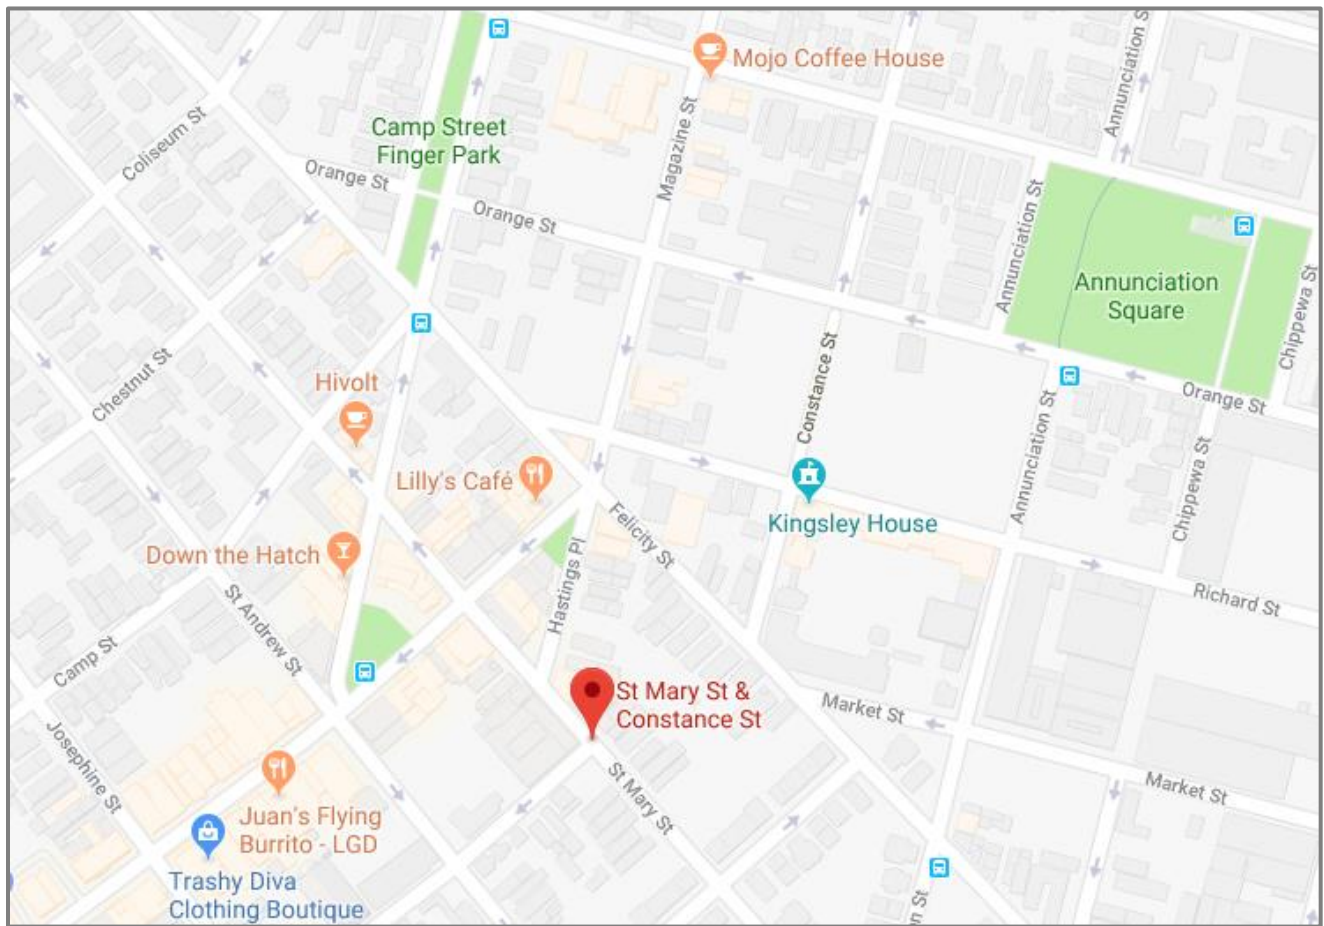 Mojo Coffee House
Annunciation S
Camp Street
Finger Park
Coliseum St
Magazine St
Orange St
Orange St
Annunciation St
Annunciation
Square
Chippewa St
Constance St
Chestnut St
Hivolt
Orange St
Annunciation St
Chippewa St
Lilly's Café
Felicity St
Kingsley House
Down the Hatch
Hastings Pl
Richard St
St Andrew St
Camp St
St Mary St &
Constance St
Market St
Josephine St
Market St
St Mary St
Juan's Flying
Burrito - LGD
Trashy Diva
Clothing Boutique
n St